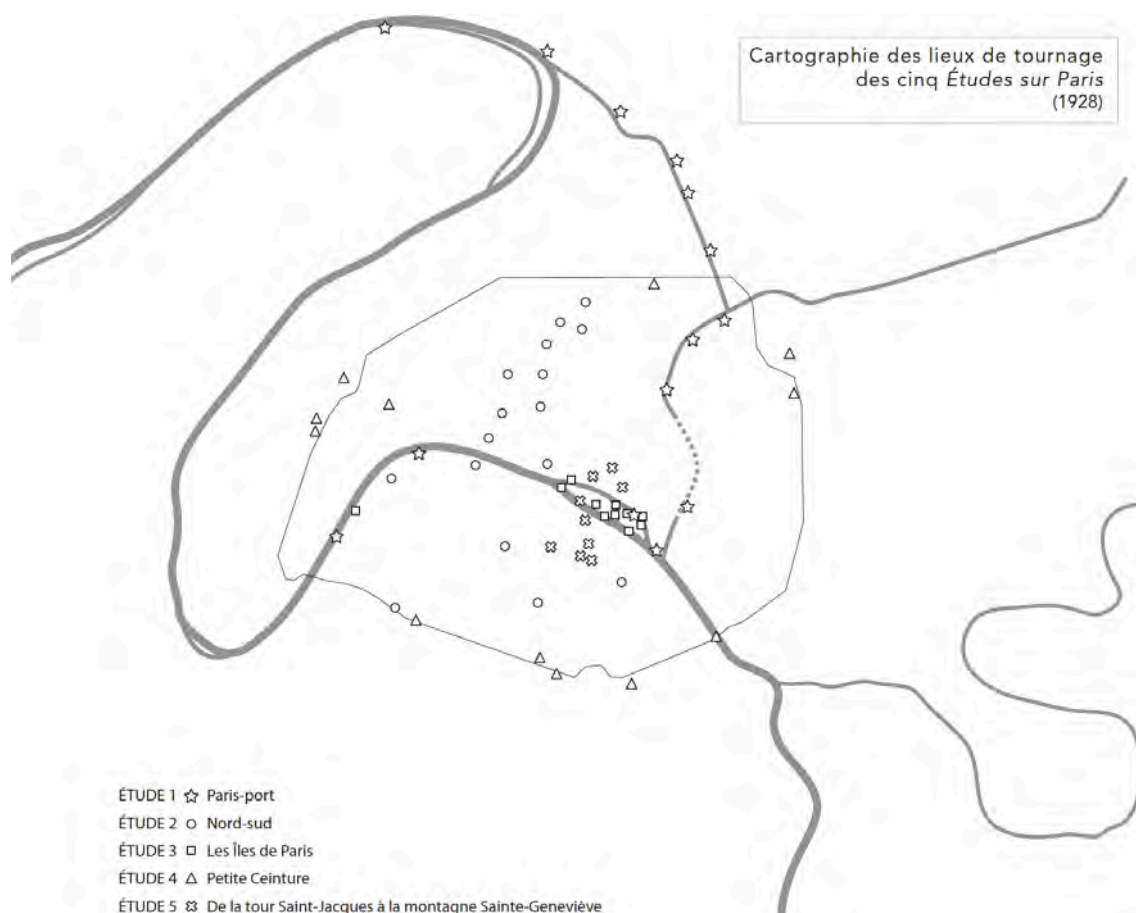 Cartographie des lieux de tournage
des cinq Études sur Paris
(1928)
ÉTUDE 1 Paris-port
ÉTUDE 2 Nord-sud
ÉTUDE 3 Les Îles de Paris
ÉTUDE 4 Petite Ceinture
ÉTUDE 5 De la tour Saint-Jacques à la montagne Sainte-Geneviève